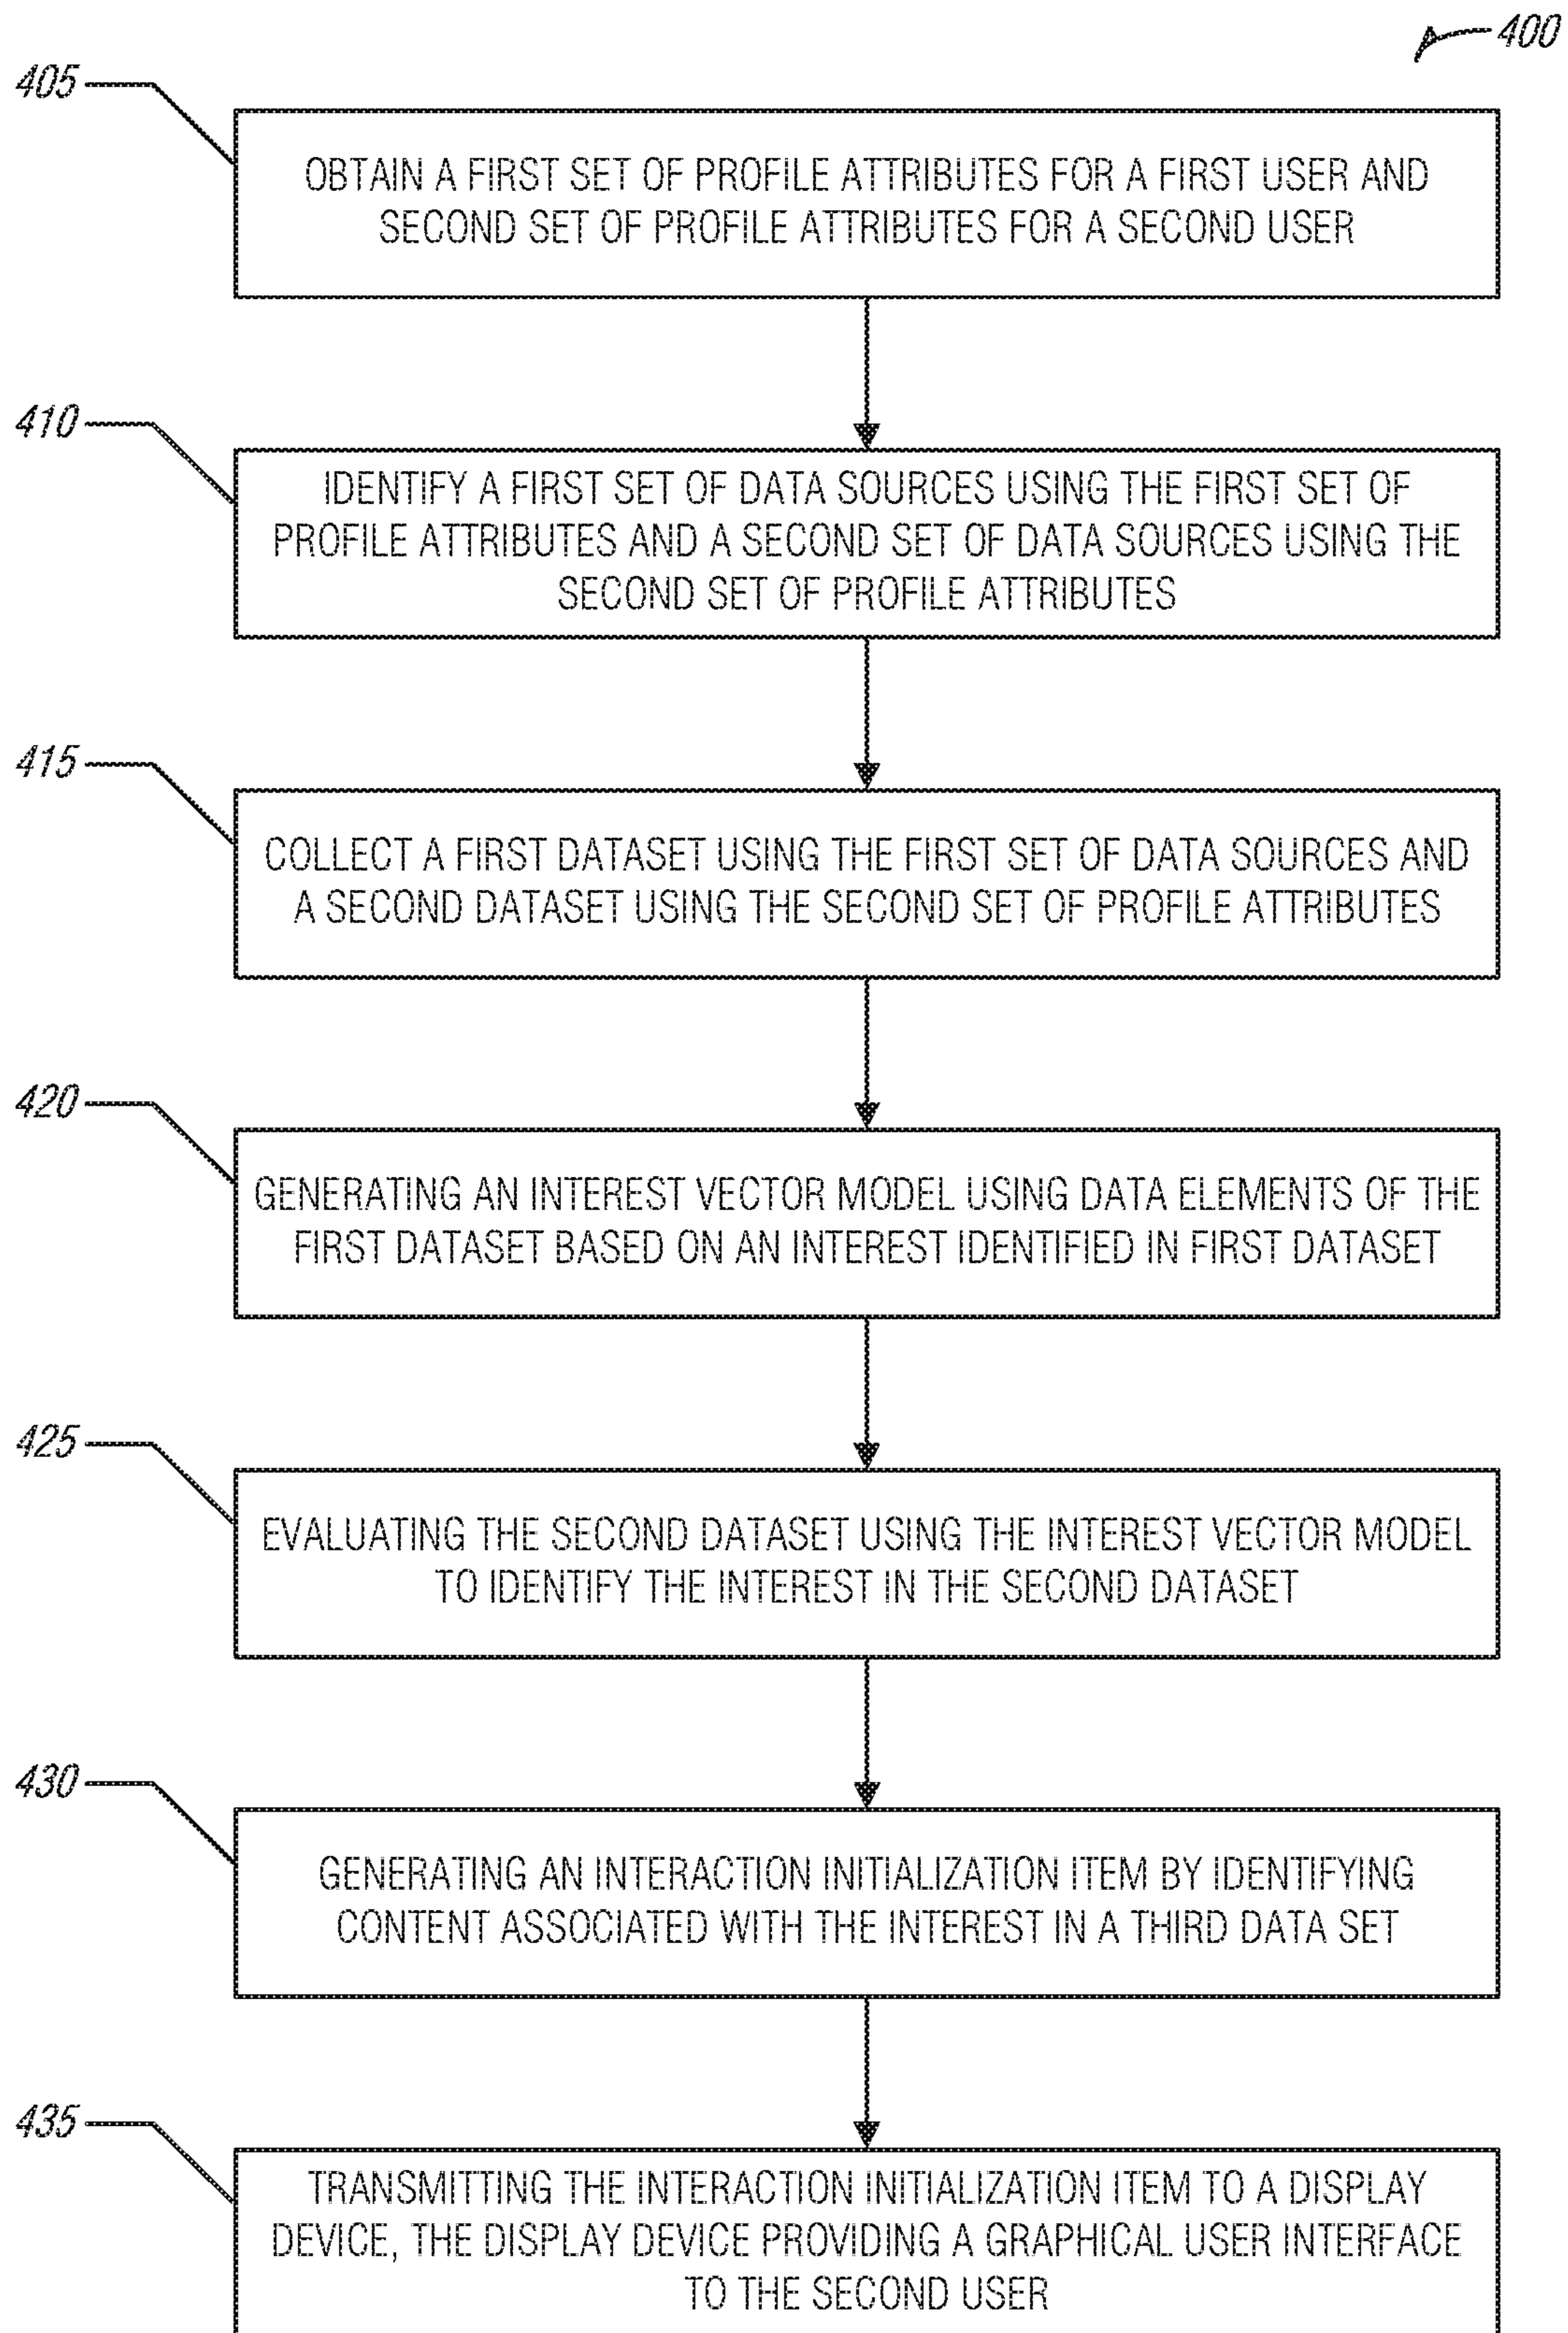 400
405
OBTAIN A FIRST SET OF PROFILE ATTRIBUTES FOR A FIRST USER AND
SECOND SET OF PROFILE ATTRIBUTES FOR A SECOND USER
410
IDENTIFY A FIRST SET OF DATA SOURCES USING THE FIRST SET OF
PROFILE ATTRIBUTES AND A SECOND SET OF DATA SOURCES USING THE
SECOND SET OF PROFILE ATTRIBUTES
415
COLLECT A FIRST DATASET USING THE FIRST SET OF DATA SOURCES AND
A SECOND DATASET USING THE SECOND SET OF PROFILE ATTRIBUTES
420
GENERATING AN INTEREST VECTOR MODEL USING DATA ELEMENTS OF THE
FIRST DATASET BASED ON AN INTEREST IDENTIFIED IN FIRST DATASET
425
EVALUATING THE SECOND DATASET USING THE INTEREST VECTOR MODEL
TO IDENTIFY THE INTEREST IN THE SECOND DATASET
430
GENERATING AN INTERACTION INITIALIZATION ITEM BY IDENTIFYING
CONTENT ASSOCIATED WITH THE INTEREST IN A THIRD DATA SET
435
TRANSMITTING THE INTERACTION INITIALIZATION ITEM TO A DISPLAY
DEVICE, THE DISPLAY DEVICE PROVIDING A GRAPHICAL USER INTERFACE
TO THE SECOND USER